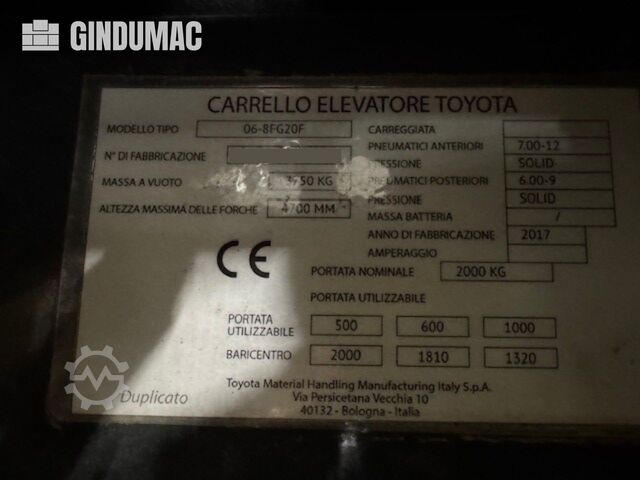 GINDUMAC
CARRELLO ELEVATORE TOYOTA
MODELLO TIPO 06-8FG20F
N° DI FABBRICAZIONE
MASSA A VUOTO 3750 KG
ALTEZZA MASSIMA DELLE FORCHE 4700 MM
CARREGGIATA
PNEUMATICI ANTERIORI 7.00-12
PRESSIONE SOLID
PNEUMATICI POSTERIORI 6.00-9
PRESSIONE SOLID
MASSA BATTERIA /
ANNO DI FABBRICAZIONE 2017
AMPERAGGIO
CE
PORTATA NOMINALE 2000 KG
PORTATA UTILIZZABILE
PORTATA
UTILIZZABILE 500 600 1000
BARICENTRO 2000 1810 1320
Duplicato
Toyota Material Handling Manufacturing Italy S.p.A.
Via Persicetana Vecchia 10
40132 - Bologna - Italia